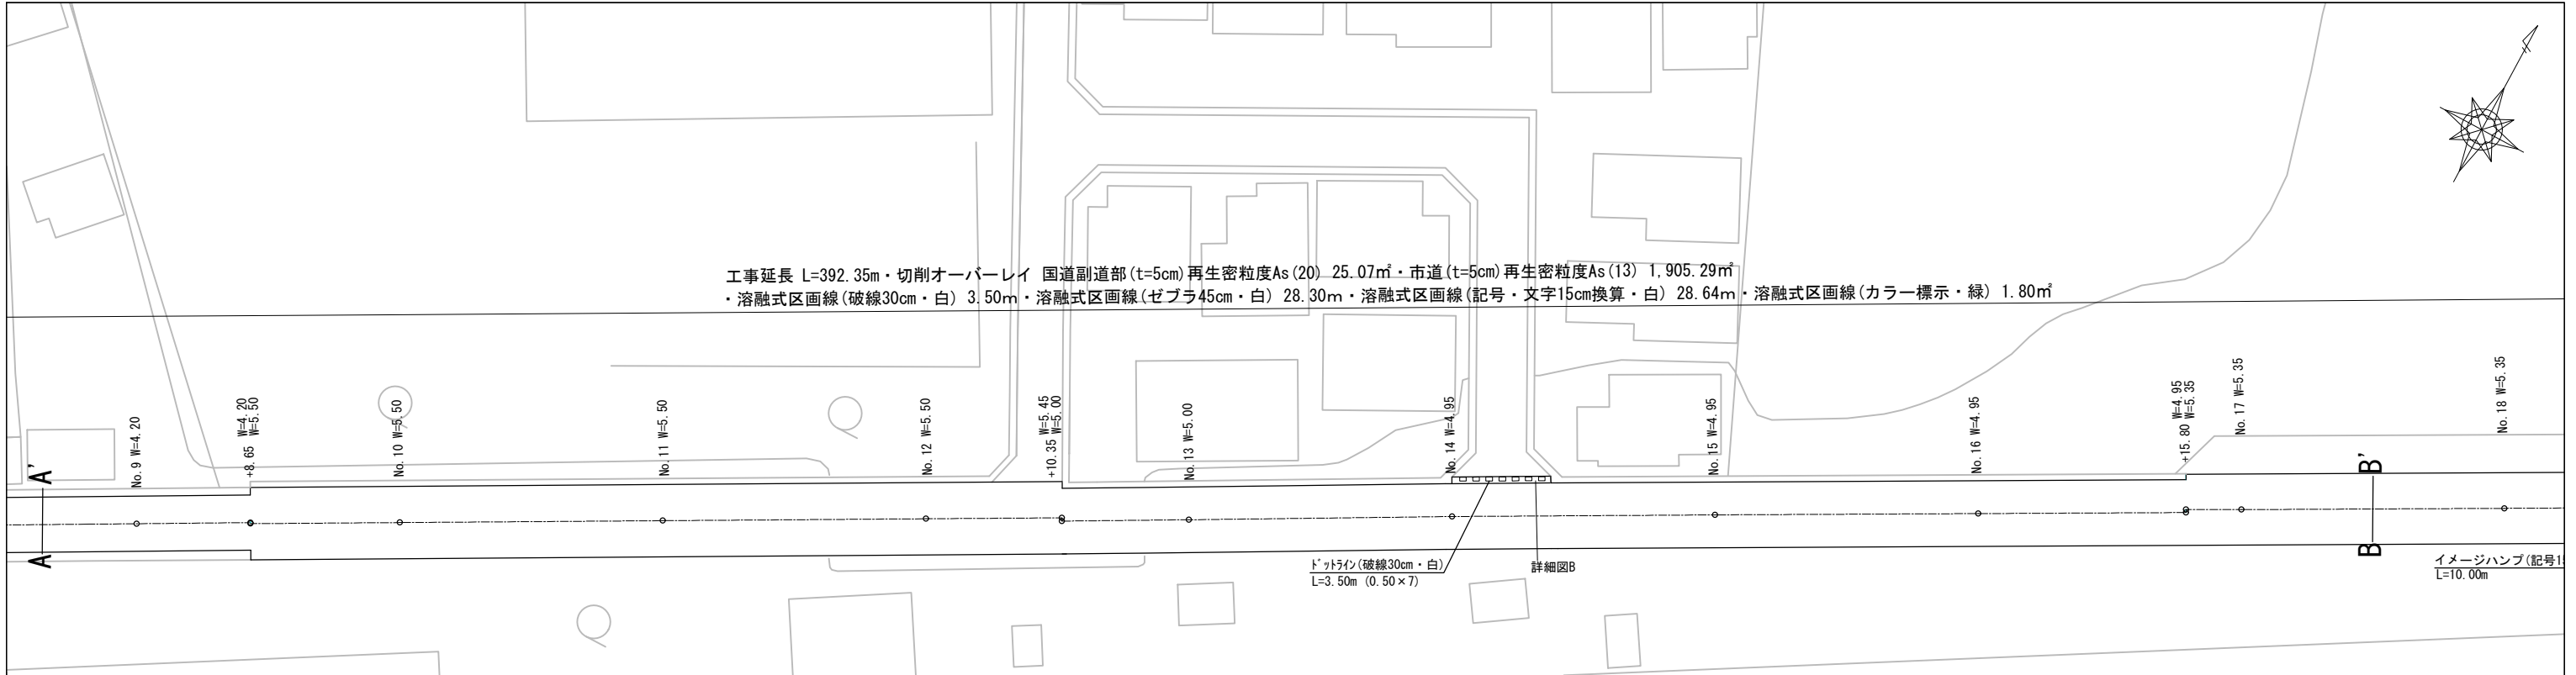 工事延長 L=392.35m・切削オーバーレイ 国道副道部(t=5cm)再生密粒度As(20) 25.07㎡・市道(t=5cm)再生密粒度As(13) 1,905.29㎡
・溶融式区画線(破線30cm・白) 3.50m・溶融式区画線(ゼブラ45cm・白) 28.30m・溶融式区画線(記号・文字15cm換算・白) 28.64m・溶融式区画線(カラー標示・緑) 1.80㎡
A'
A
No.9 W=4.20
+8.65 W=4.20
W=5.50
No.10 W=5.50
No.11 W=5.50
No.12 W=5.50
+10.35 W=5.45
W=5.00
No.13 W=5.00
No.14 W=4.95
No.15 W=4.95
No.16 W=4.95
+15.80 W=4.95
W=5.35
No.17 W=5.35
B'
B
No.18 W=5.35
ドットライン(破線30cm・白)
L=3.50m (0.50×7)
詳細図B
イメージハンプ(記号1
L=10.00m